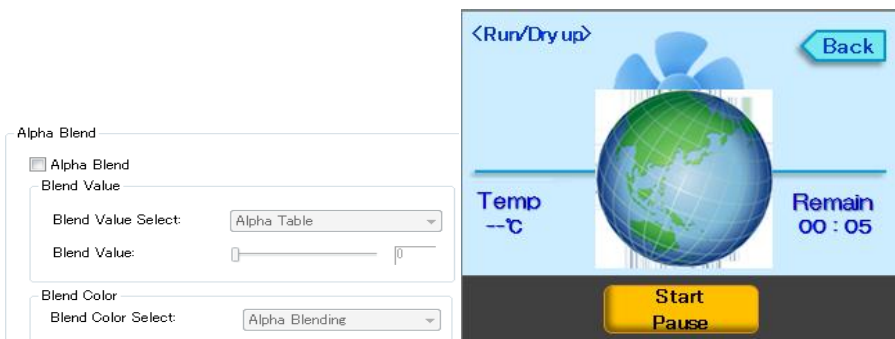 Alpha Blend
Alpha Blend
Blend Value
Blend Value Select:
Alpha Table
Blend Value:
0
Blend Color
Blend Color Select:
Alpha Blending
<Run/Dry up>
Back
Temp
--℃
Remain
00 : 05
Start
Pause